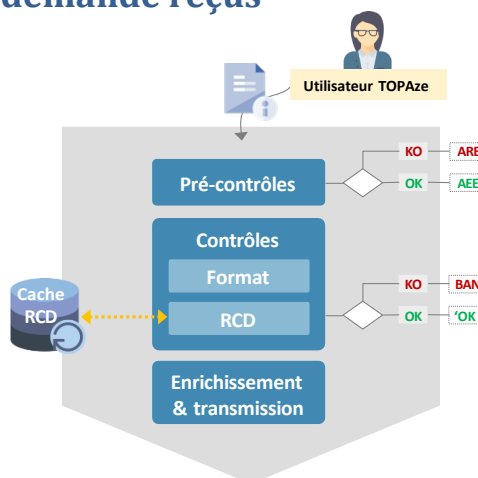 demande reçus
Utilisateur TOPAze
KO
ARE
Pré-contrôles
OK
AEE
Contrôles
Format
Cache
RCD
RCD
KO
BAN
OK
‘OK
Enrichissement
& transmission